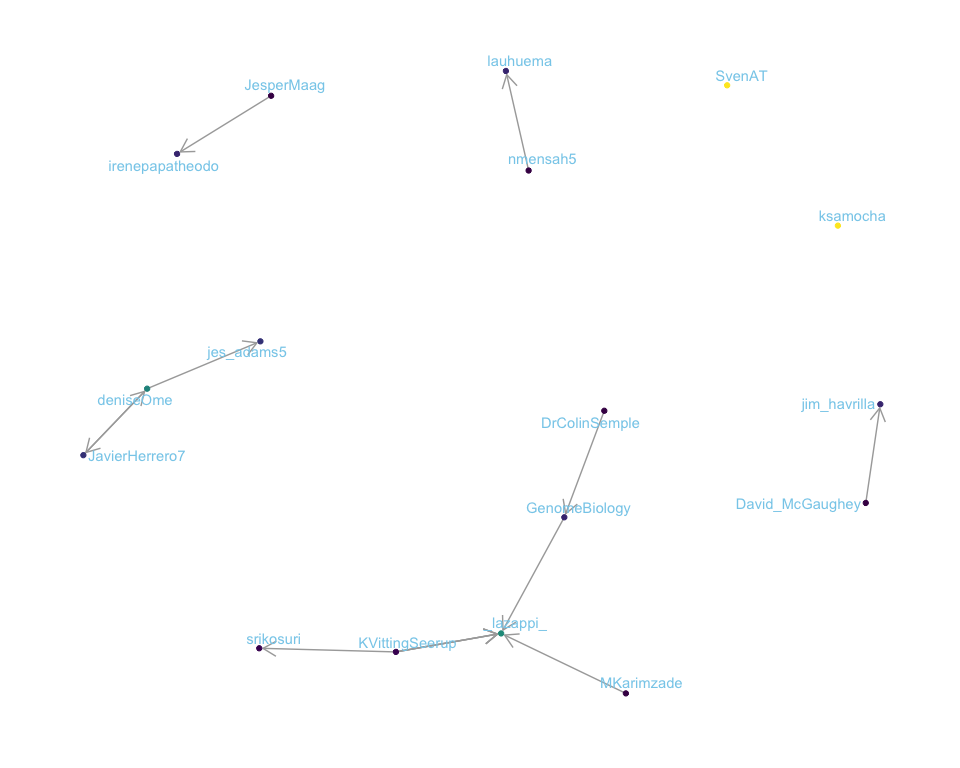 lauhuema
SvenAT
JesperMaag
nmensah5
irenepapatheodo
ksamocha
jes_adams5
deniseOme
jim_havrilla
DrColinSemple
JavierHerrero7
David_McGaughey
GenomeBiology
lazappi_
srikosuri
KVittingSeerup
MKarimzade